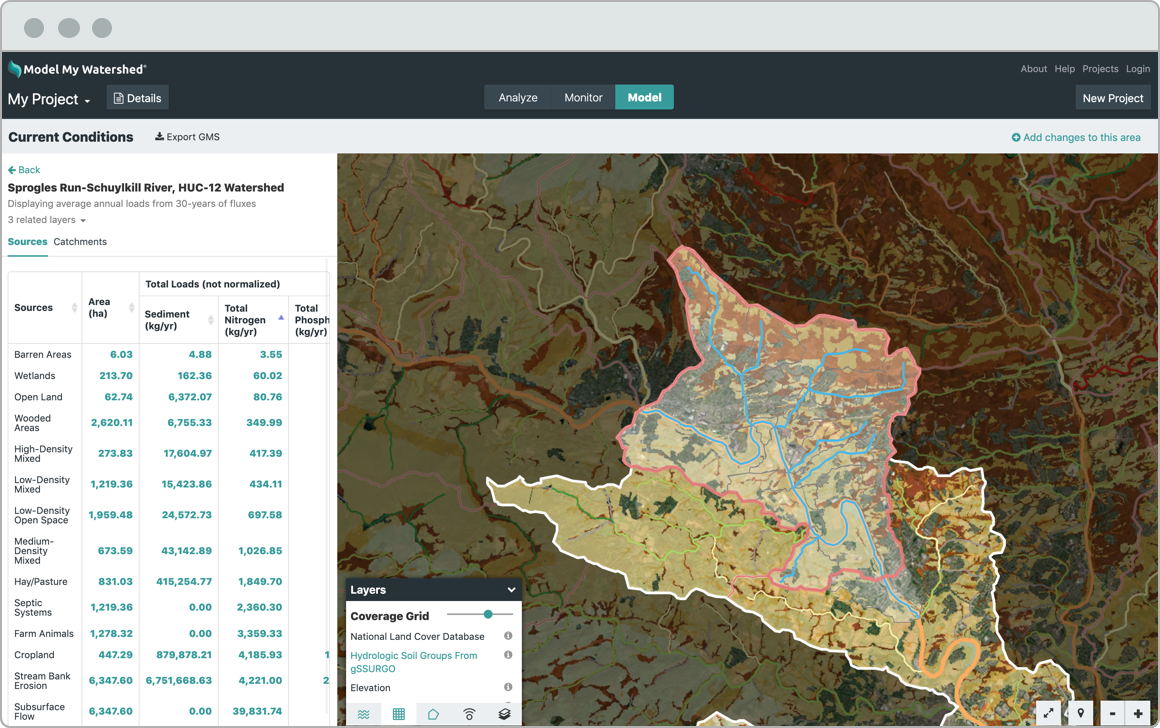 Model My Watershed®
About Help Projects Login
My Project
Details
Analyze Monitor Model
New Project
Current Conditions
Export GMS
Add changes to this area
Back
Sprogles Run-Schuylkill River, HUC-12 Watershed
Displaying average annual loads from 30-years of fluxes
3 related layers
Sources Catchments
Total Loads (not normalized)
Sources
Area
(ha)
Sediment
(kg/yr)
Total
Nitrogen
(kg/yr)
Total
Phosph
(kg/yr)
Barren Areas 6.03 4.88 3.55
Wetlands 213.70 162.36 60.02
Open Land 62.74 6,372.07 80.76
Wooded
Areas 2,620.11 6,755.33 349.99
High-Density
Mixed 273.83 17,604.97 417.39
Low-Density
Mixed 1,219.36 15,423.86 434.11
Low-Density
Open Space 1,959.48 24,572.73 697.58
Medium-
Density
Mixed 673.59 43,142.89 1,026.85
Hay/Pasture 831.03 415,254.77 1,849.70
Septic
Systems 1,219.36 0.00 2,360.30
Farm Animals 1,278.32 0.00 3,359.33
Cropland 447.29 879,878.21 4,185.93 1
Stream Bank
Erosion 6,347.60 6,751,668.63 4,221.00 2
Subsurface
Flow 6,347.60 0.00 39,831.74
Layers
Coverage Grid
National Land Cover Database
Hydrologic Soil Groups From
gSSURGO
Elevation